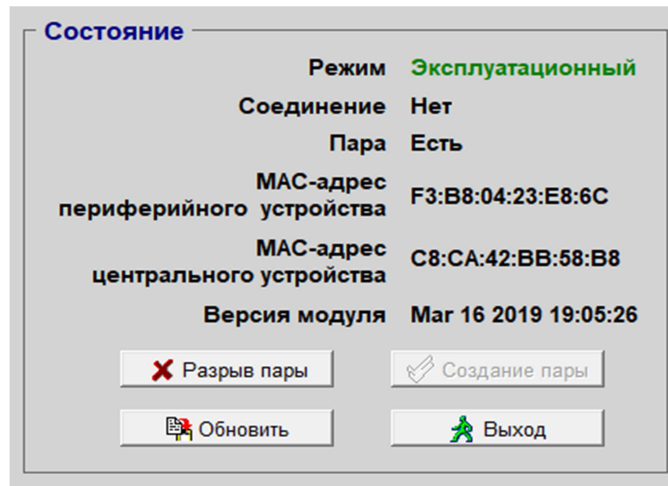 Состояние
Режим Эксплуатационный
Соединение Нет
Пара Есть
МАС-адрес
периферийного устройства F3:B8:04:23:E8:6C
МАС-адрес
центрального устройства C8:CA:42:BB:58:B8
Версия модуля Mar 16 2019 19:05:26
Разрыв пары Создание пары
Обновить Выход